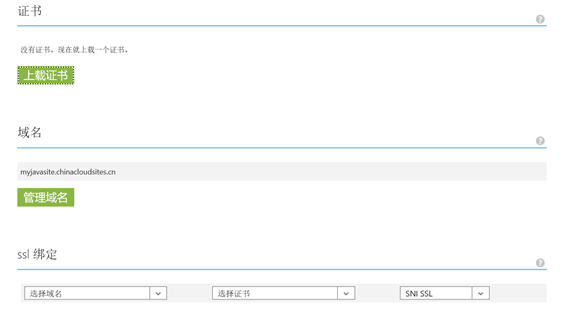 证书
没有证书。现在就上载一个证书。
上载证书
域名
myjavasite.chinacloudsites.cn
管理域名
ssl 绑定
选择域名 选择证书 SNI SSL